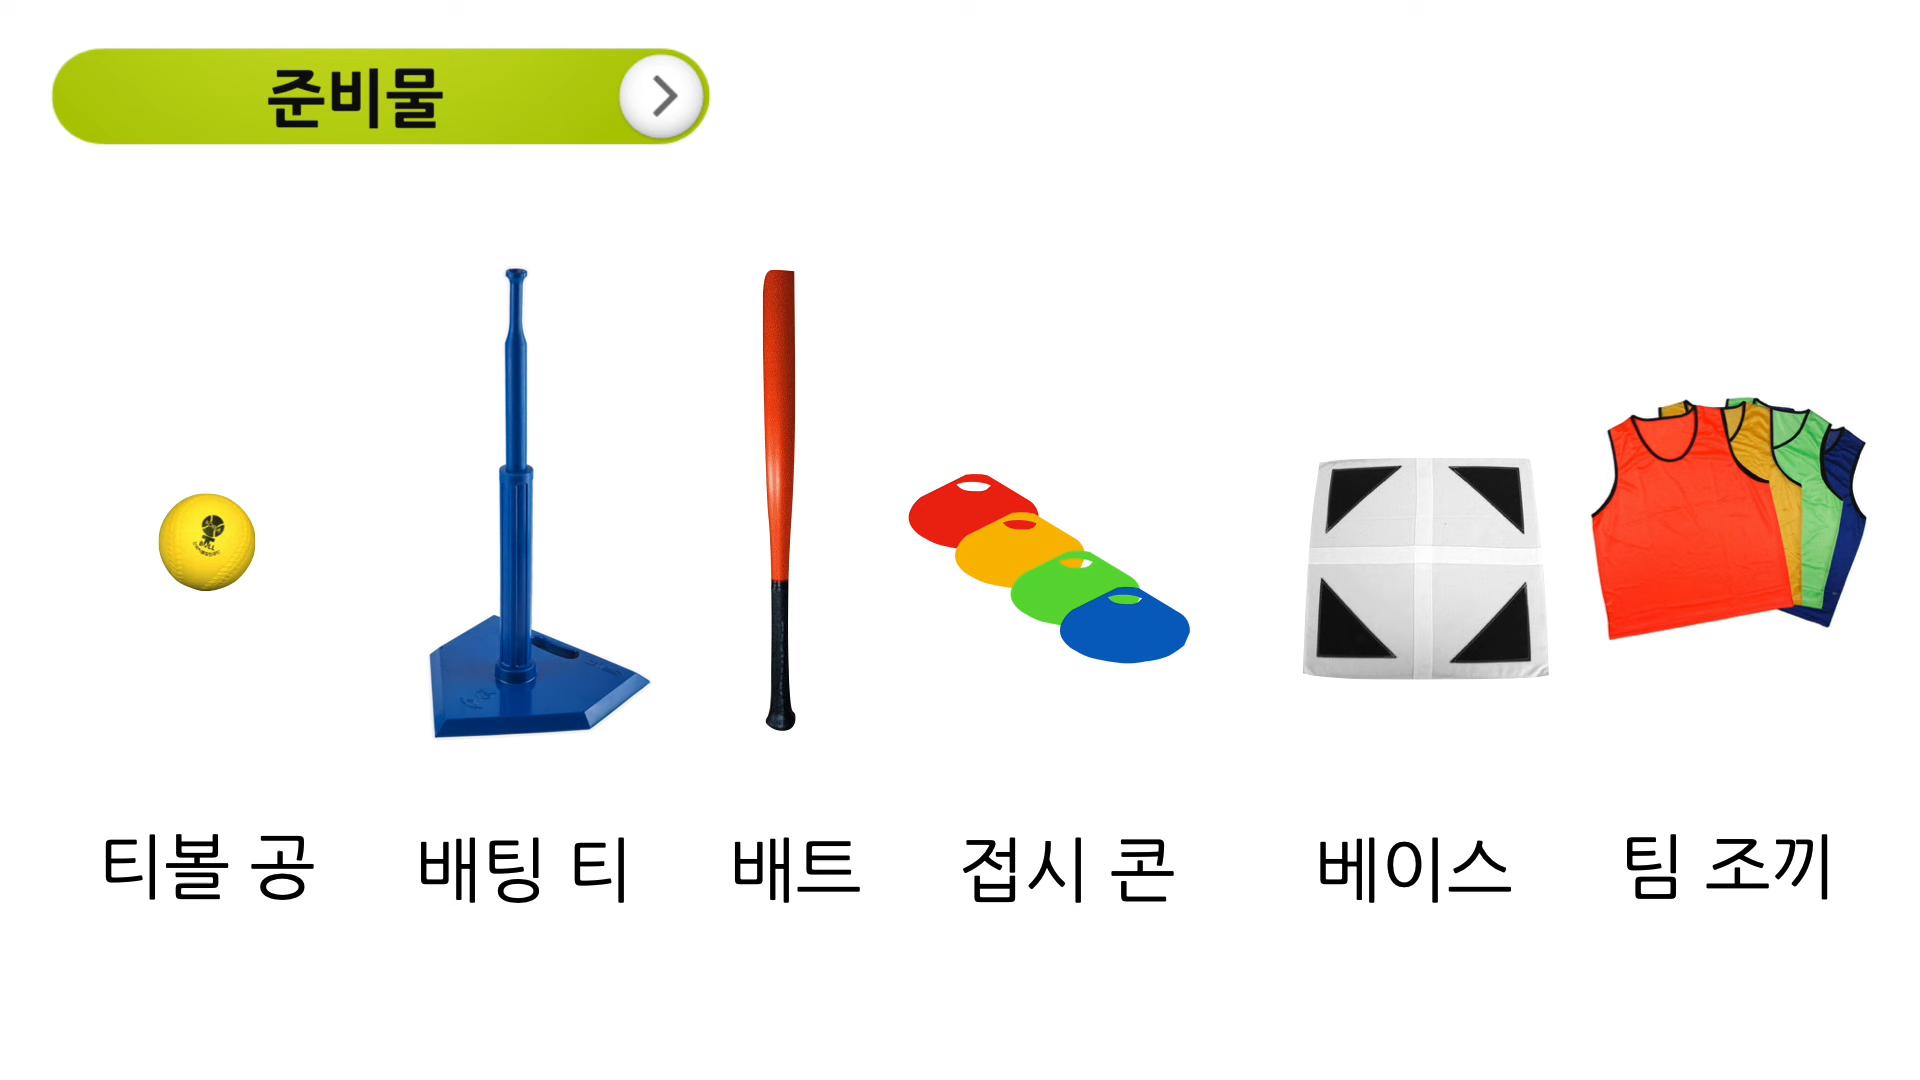 준비물
티볼 공
배팅 티
배트
접시 콘
베이스
팀 조끼